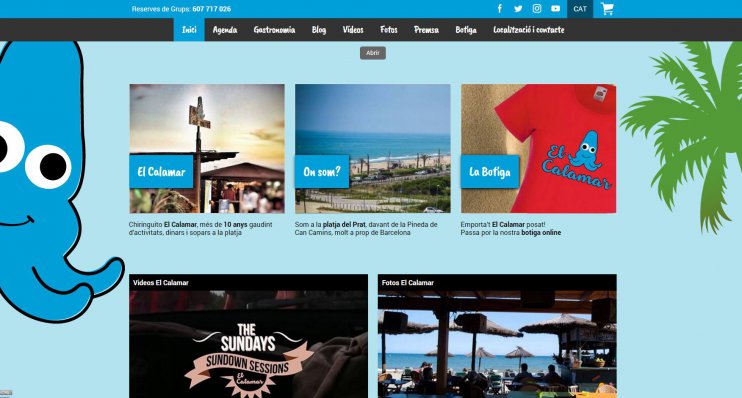 Reserves de Grups: 607 717 026
CAT
Inici Agenda Gastronomia Blog Vídeos Fotos Premsa Botiga Localització i contacte
Abrir
El Calamar
On som?
La Botiga
El Calamar
Chiringuito El Calamar, més de 10 anys gaudint
d'activitats, dinars i sopars a la platja
Som a la platja del Prat, davant de la Pineda de
Can Camins, molt a prop de Barcelona
Emporta't El Calamar posat!
Passa por la nostra botiga online
Videos El Calamar
THE
SUNDAYS
SUNDOWN SESSIONS
El
Calamar
Fotos El Calamar